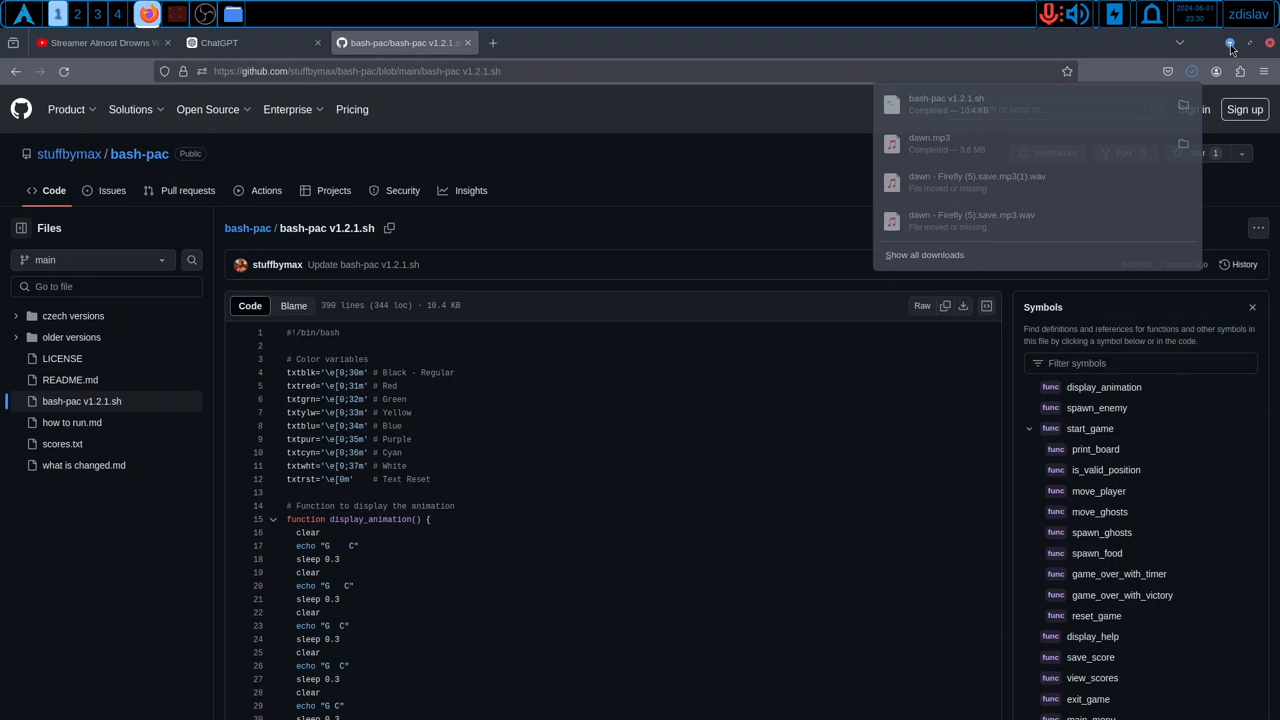 1 2 3 4
2024-06-01
23:30
zdislav
Streamer Almost Drowns W
ChatGPT
bash-pac/bash-pac v1.2.1.s
https://github.com/stuffbymax/bash-pac/blob/main/bash-pac v1.2.1.sh
Product Solutions Open Source Enterprise Pricing
Sign in
Sign up
bash-pac v1.2.1.sh
Completed — 10.4 KB
dawn.mp3
Completed — 3.6 MB
dawn - Firefly (5).save.mp3(1).wav
File moved or missing
dawn - Firefly (5).save.mp3.wav
File moved or missing
Show all downloads
stuffbymax / bash-pac Public
Notifications Fork 0 Star 1
Code Issues Pull requests Actions Projects Security Insights
Files
main
Go to file
czech versions
older versions
LICENSE
README.md
bash-pac v1.2.1.sh
how to run.md
scores.txt
what is changed.md
bash-pac / bash-pac v1.2.1.sh
stuffbymax Update bash-pac v1.2.1.sh
History
Code Blame 390 lines (344 loc) · 10.4 KB
Raw
1 #!/bin/bash
2
3 # Color variables
4 txtblk='\e[0;30m' # Black - Regular
5 txtred='\e[0;31m' # Red
6 txtgrn='\e[0;32m' # Green
7 txtylw='\e[0;33m' # Yellow
8 txtblu='\e[0;34m' # Blue
9 txtpur='\e[0;35m' # Purple
10 txtcyn='\e[0;36m' # Cyan
11 txtwht='\e[0;37m' # White
12 txtrst='\e[0m' # Text Reset
13
14 # Function to display the animation
15 function display_animation() {
16 clear
17 echo "G    C"
18 sleep 0.3
19 clear
20 echo "G   C"
21 sleep 0.3
22 clear
23 echo "G  C"
24 sleep 0.3
25 clear
26 echo "G  C"
27 sleep 0.3
28 clear
29 echo "G C"
30 sleep 0.3
Symbols
Find definitions and references for functions and other symbols in
this file by clicking a symbol below or in the code.
Filter symbols
func display_animation
func spawn_enemy
func start_game
func print_board
func is_valid_position
func move_player
func move_ghosts
func spawn_ghosts
func spawn_food
func game_over_with_timer
func game_over_with_victory
func reset_game
func display_help
func save_score
func view_scores
func exit_game
func main_menu